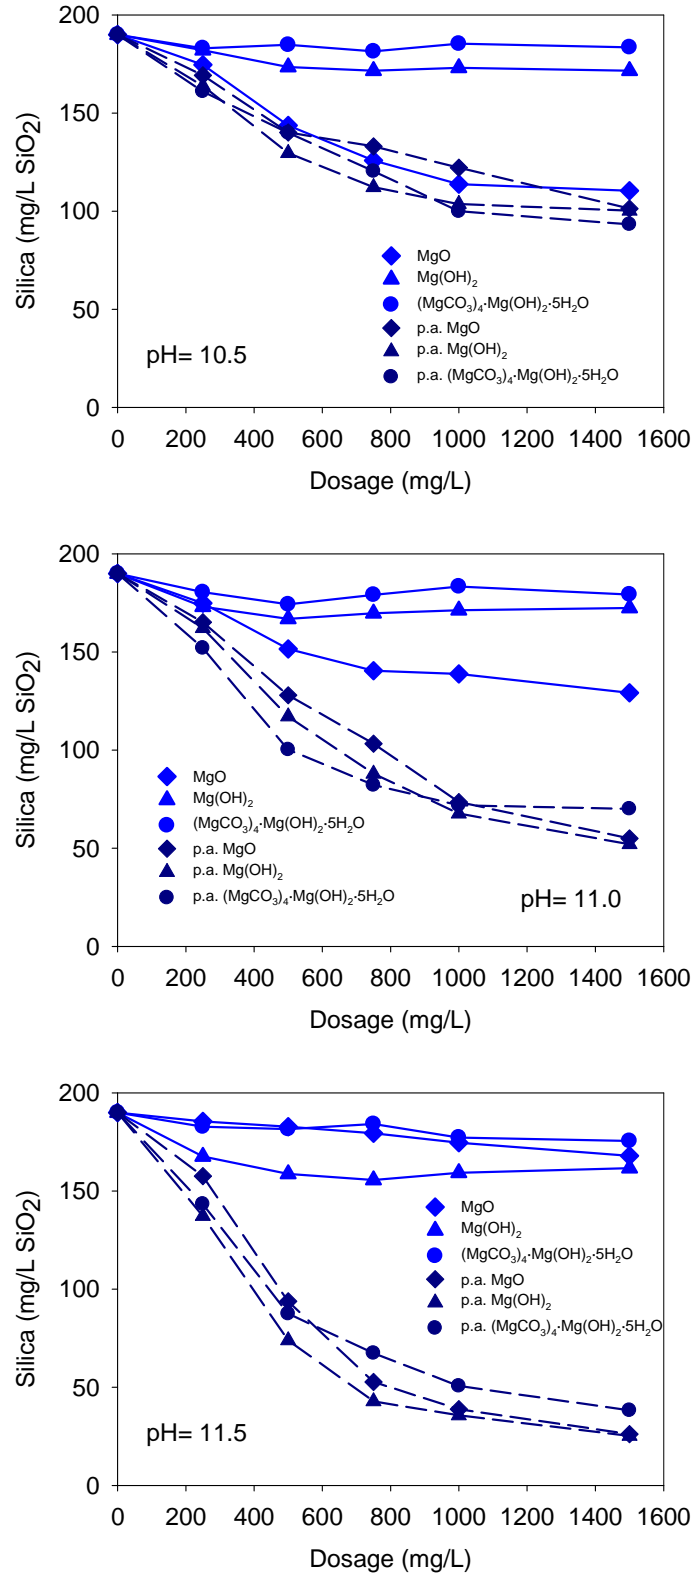 200
150
100
50
0
Silica (mg/L SiO2)
MgO
Mg(OH)2
(MgCO3)4·Mg(OH)2·5H2O
p.a. MgO
p.a. Mg(OH)2
p.a. (MgCO3)4·Mg(OH)2·5H2O
pH= 10.5
0 200 400 600 800 1000 1200 1400 1600
Dosage (mg/L)
200
150
100
50
0
Silica (mg/L SiO2)
MgO
Mg(OH)2
(MgCO3)4·Mg(OH)2·5H2O
p.a. MgO
p.a. Mg(OH)2
p.a. (MgCO3)4·Mg(OH)2·5H2O
pH= 11.0
0 200 400 600 800 1000 1200 1400 1600
Dosage (mg/L)
200
150
100
50
0
Silica (mg/L SiO2)
MgO
Mg(OH)2
(MgCO3)4·Mg(OH)2·5H2O
p.a. MgO
p.a. Mg(OH)2
p.a. (MgCO3)4·Mg(OH)2·5H2O
pH= 11.5
0 200 400 600 800 1000 1200 1400 1600
Dosage (mg/L)